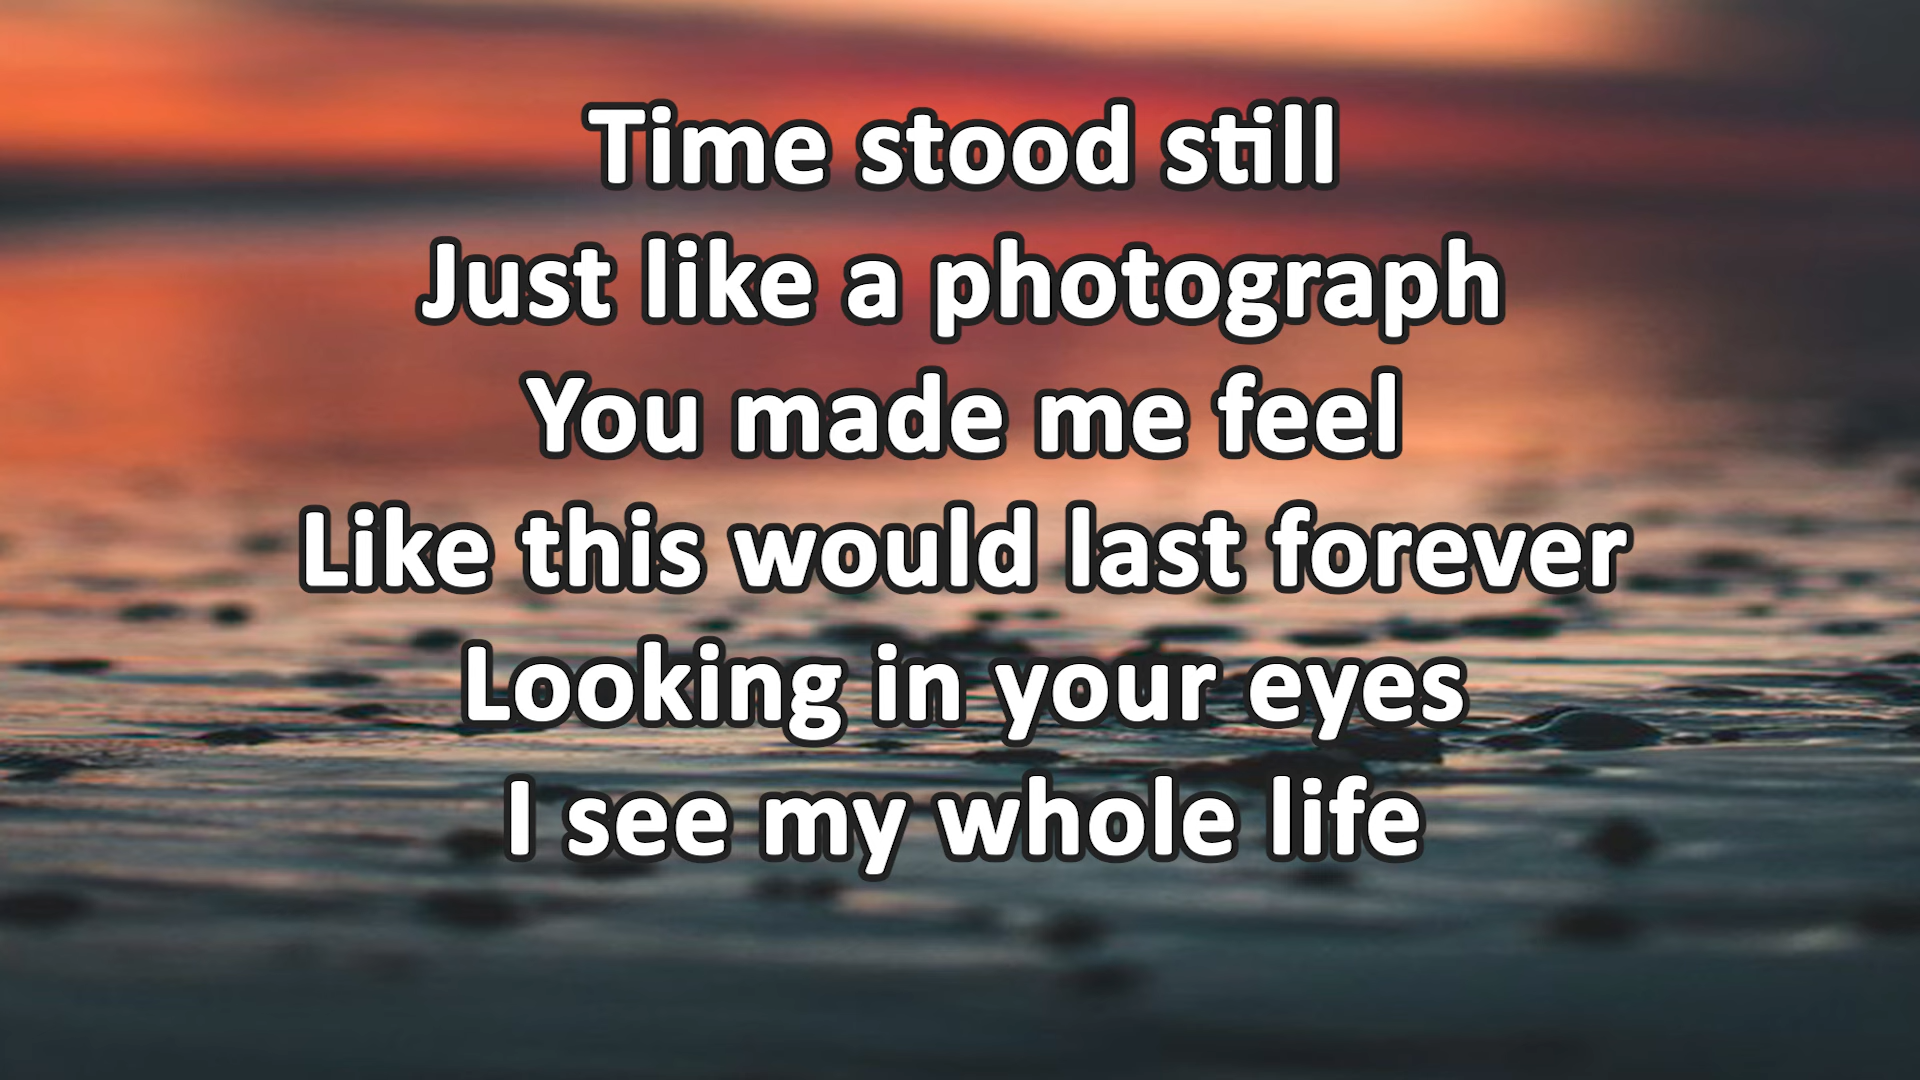 Time stood still
Just like a photograph
You made me feel
Like this would last forever
Looking in your eyes
I see my whole life